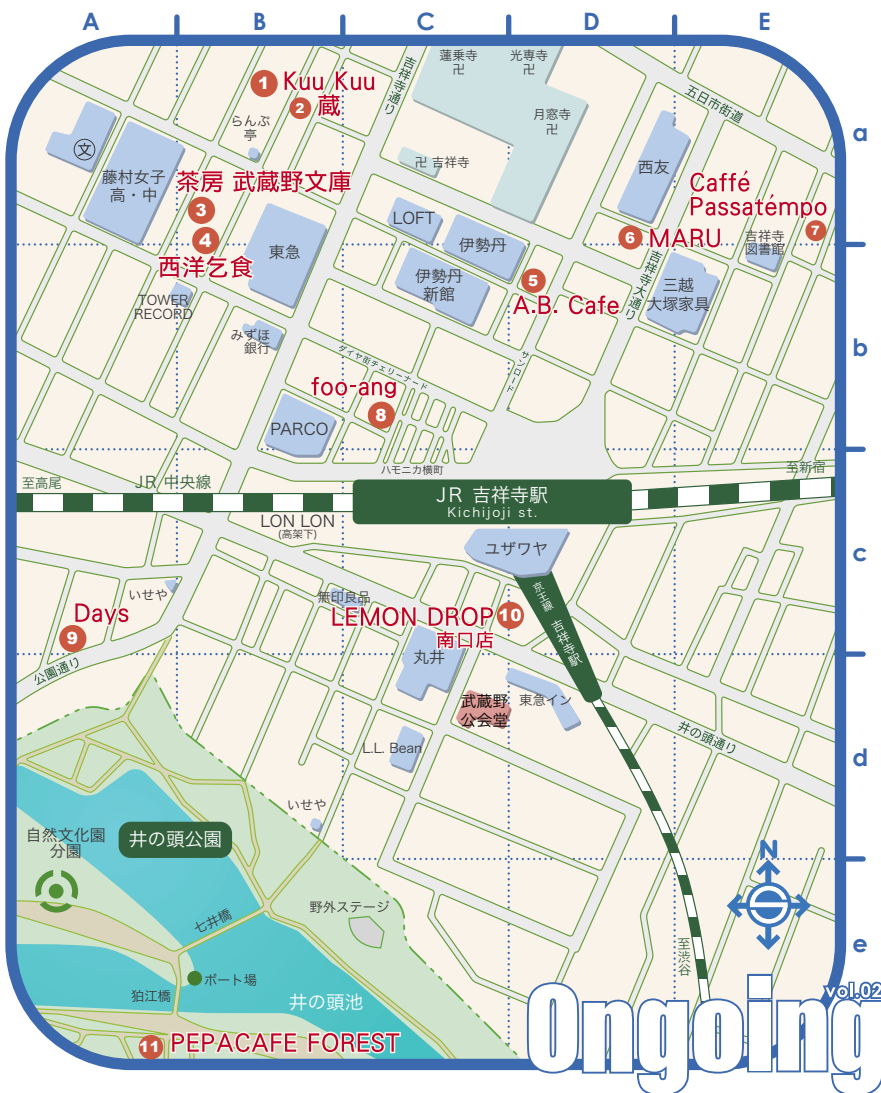 A B C D E
a
b
c
d
e
蓮乗寺
卍
光専寺
卍
吉祥寺通り
五日市街道
1 Kuu Kuu
2 蔵
らんぷ
亭
月窓寺
卍
文
藤村女子
高・中
卍 吉祥寺
西友
茶房 武蔵野文庫
3
4
西洋乞食
東急
LOFT
伊勢丹
伊勢丹
新館
Caffé
Passatémpo
7
6 MARU
吉祥寺
図書館
5
A.B. Cafe
吉祥寺大通り
三越
大塚家具
TOWER
RECORD
みずほ
銀行
ダイヤ街チェリーナード
サンロード
foo-ang
8
PARCO
ハモニカ横町
至高尾
JR 中央線
JR 吉祥寺駅
Kichijoji st.
至新宿
LON LON
(高架下)
ユザワヤ
京王線 吉祥寺駅
いせや
無印良品
Days
9
LEMON DROP 10
南口店
公園通り
丸井
武蔵野
公会堂
東急イン
井の頭通り
L.L. Bean
いせや
自然文化園
分園
井の頭公園
N
七井橋
野外ステージ
至渋谷
ボート場
狛江橋
井の頭池
11 PEPACAFE FOREST
Ongoing
vol.02